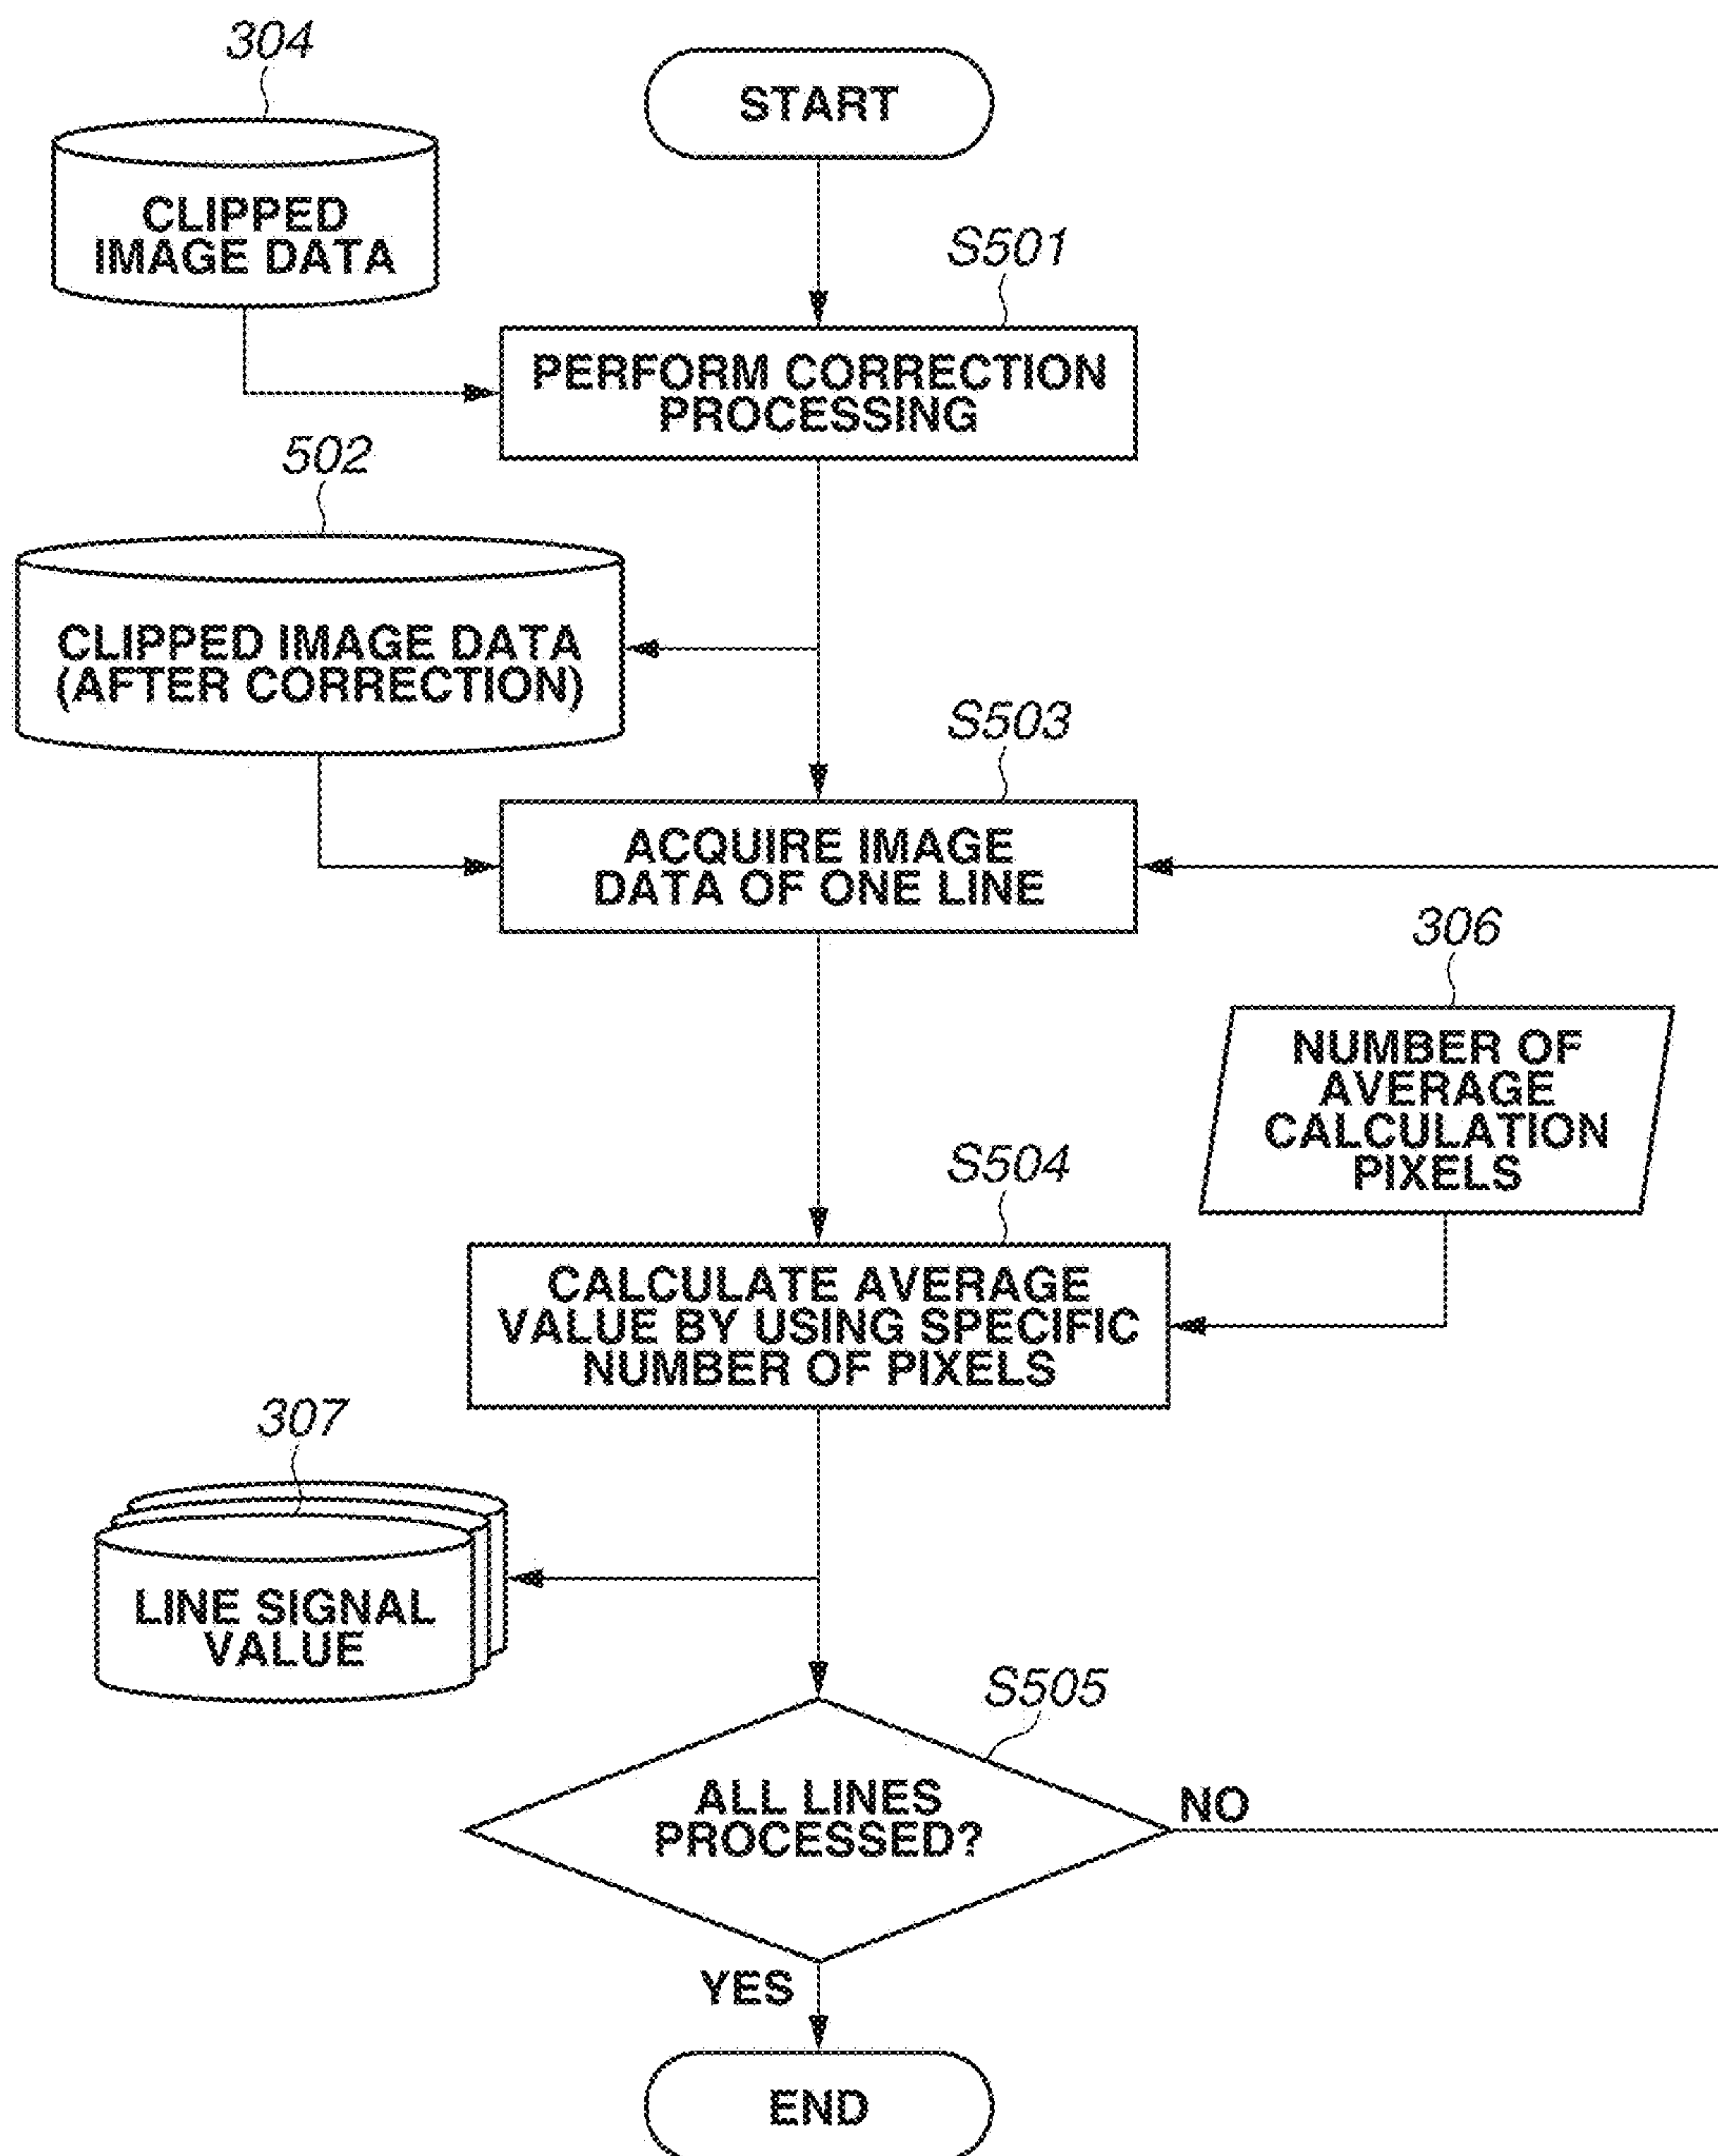 304
START
CLIPPED
IMAGE DATA
S501
PERFORM CORRECTION
PROCESSING
502
CLIPPED IMAGE DATA
(AFTER CORRECTION)
S503
ACQUIRE IMAGE
DATA OF ONE LINE
306
NUMBER OF
AVERAGE
CALCULATION
PIXELS
S504
CALCULATE AVERAGE
VALUE BY USING SPECIFIC
NUMBER OF PIXELS
307
LINE SIGNAL
VALUE
S505
ALL LINES
PROCESSED?
NO
YES
END